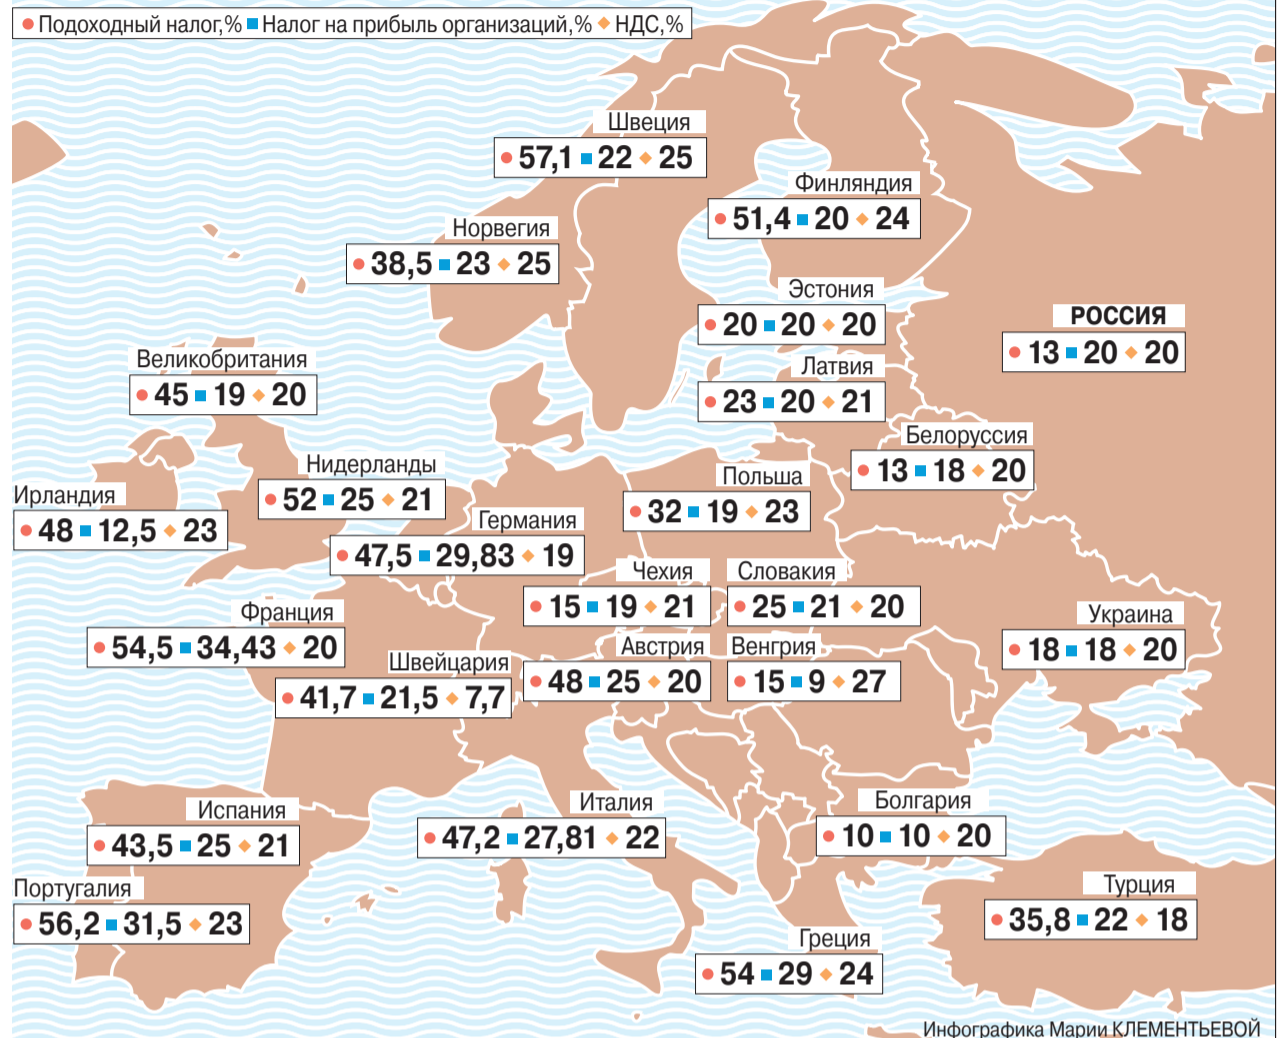 ● Подоходный налог,% ■ Налог на прибыль организаций,% ◆ НДС,%
Швеция
● 57,1 ■ 22 ◆ 25
Финляндия
● 51,4 ■ 20 ◆ 24
Норвегия
● 38,5 ■ 23 ◆ 25
Эстония
● 20 ■ 20 ◆ 20
РОССИЯ
● 13 ■ 20 ◆ 20
Великобритания
● 45 ■ 19 ◆ 20
Латвия
● 23 ■ 20 ◆ 21
Белоруссия
● 13 ■ 18 ◆ 20
Нидерланды
● 52 ■ 25 ◆ 21
Польша
● 32 ■ 19 ◆ 23
Ирландия
● 48 ■ 12,5 ◆ 23
Германия
● 47,5 ■ 29,83 ◆ 19
Чехия
● 15 ■ 19 ◆ 21
Словакия
● 25 ■ 21 ◆ 20
Франция
● 54,5 ■ 34,43 ◆ 20
Украина
● 18 ■ 18 ◆ 20
Швейцария
● 41,7 ■ 21,5 ◆ 7,7
Австрия
● 48 ■ 25 ◆ 20
Венгрия
● 15 ■ 9 ◆ 27
Испания
● 43,5 ■ 25 ◆ 21
Италия
● 47,2 ■ 27,81 ◆ 22
Болгария
● 10 ■ 10 ◆ 20
Португалия
● 56,2 ■ 31,5 ◆ 23
Турция
● 35,8 ■ 22 ◆ 18
Греция
● 54 ■ 29 ◆ 24
Инфографика Марии КЛЕМЕНТЬЕВОЙ